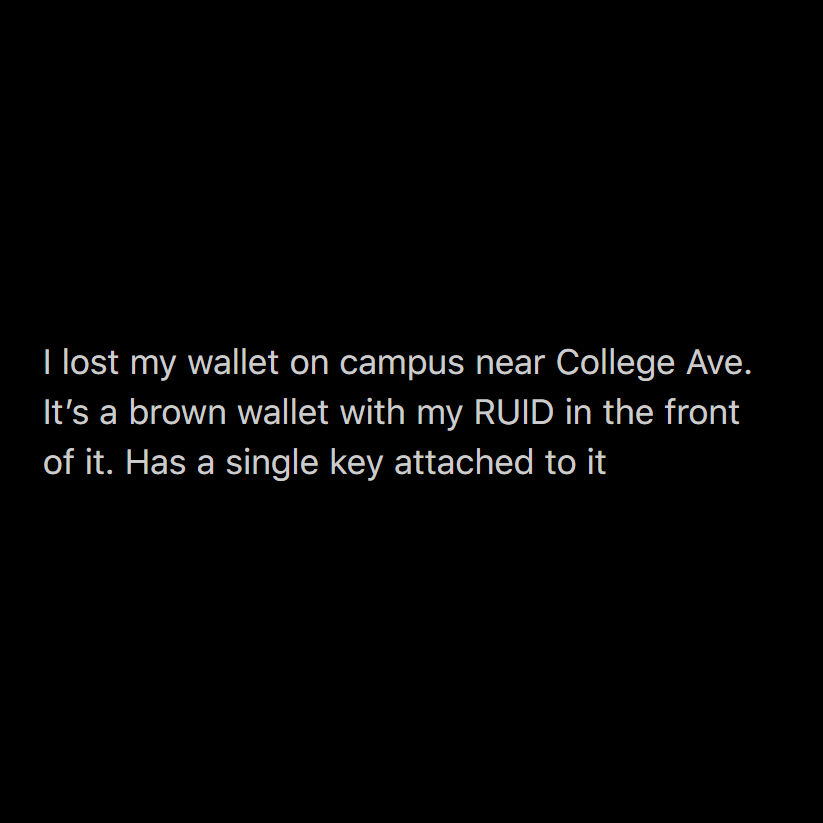 I lost my wallet on campus near College Ave.
It’s a brown wallet with my RUID in the front
of it. Has a single key attached to it